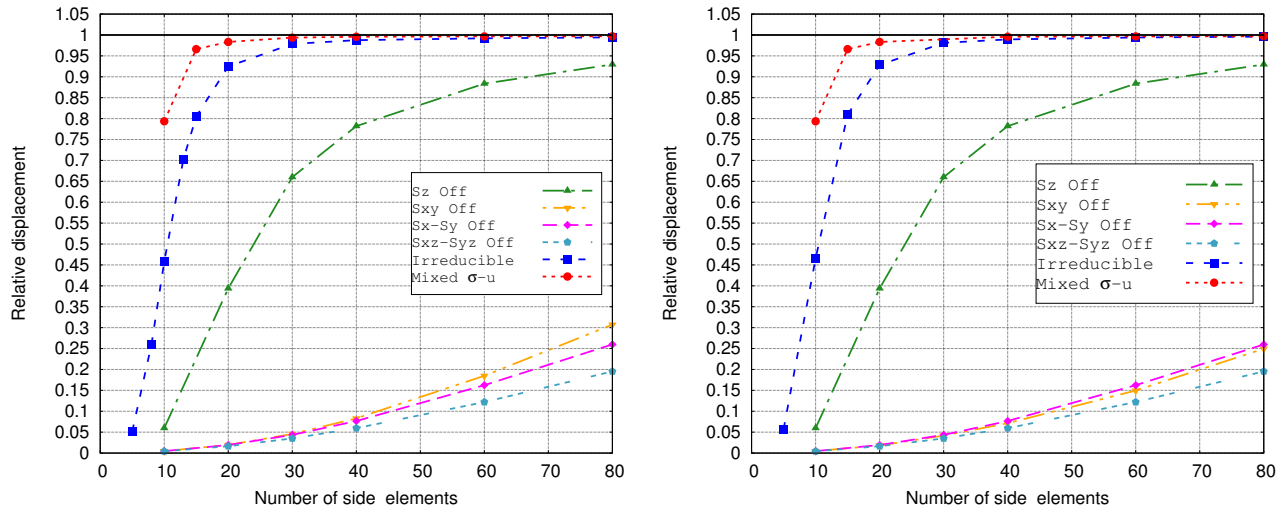 1.05
1
0.95
0.9
0.85
0.8
0.75
0.7
0.65
0.6
0.55
0.5
0.45
0.4
0.35
0.3
0.25
0.2
0.15
0.1
0.05
0
0 10 20 30 40 50 60 70 80
Relative displacement
Number of side elements
Sz Off
Sxy Off
Sx-Sy Off
Sxz-Syz Off
Irreducible
Mixed σ-u
1.05
1
0.95
0.9
0.85
0.8
0.75
0.7
0.65
0.6
0.55
0.5
0.45
0.4
0.35
0.3
0.25
0.2
0.15
0.1
0.05
0
0 10 20 30 40 50 60 70 80
Relative displacement
Number of side elements
Sz Off
Sxy Off
Sx-Sy Off
Sxz-Syz Off
Irreducible
Mixed σ-u